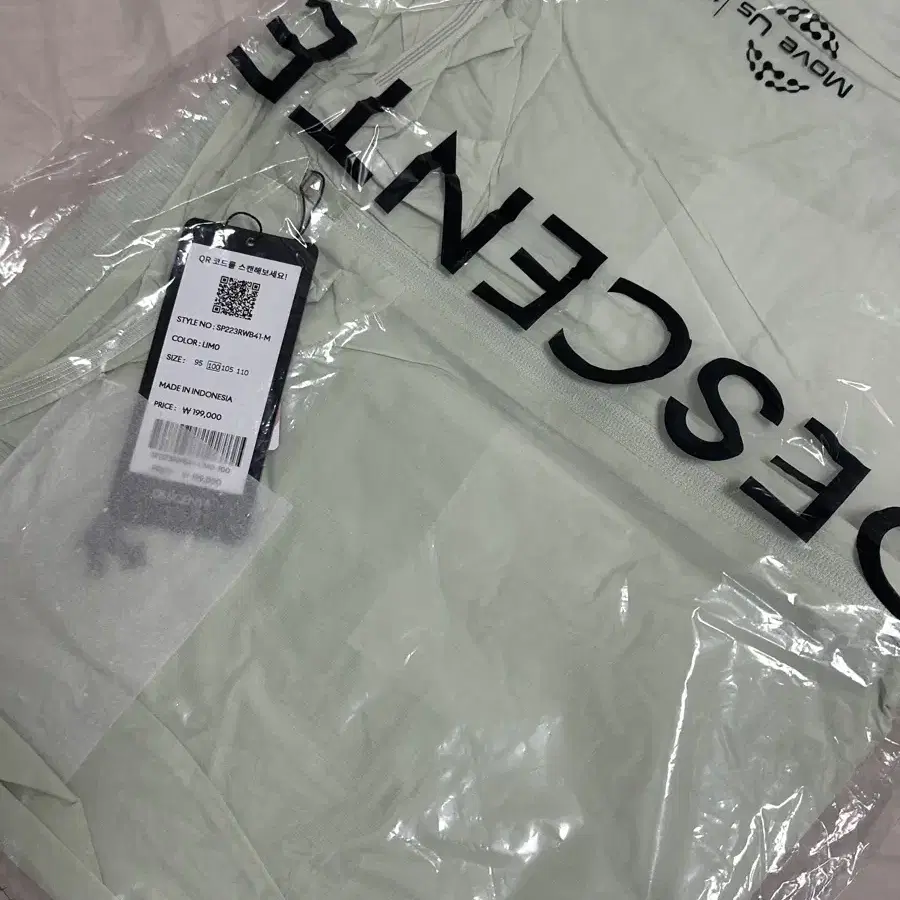 Move Us
DESCENTE
QR 코드를 스캔해보세요!
STYLE NO : SP223RWB41-M
COLOR : LIM0
SIZE : 95 100 105 110
MADE IN INDONESIA
PRICE : ₩ 199,000